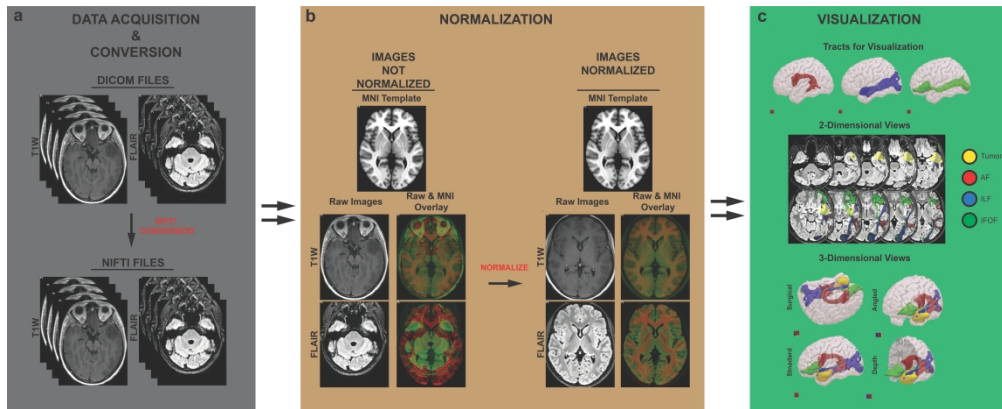 a
DATA ACQUISITION
&
CONVERSION
DICOM FILES
T1W
FLAIR
NIFTI
CONVERSION
NIFTI FILES
T1W
FLAIR
b
NORMALIZATION
IMAGES
NOT
NORMALIZED
MNI Template
Raw Images
Raw & MNI
Overlay
T1W
FLAIR
NORMALIZE
IMAGES
NORMALIZED
MNI Template
Raw Images
Raw & MNI
Overlay
T1W
FLAIR
c
VISUALIZATION
Tracts for Visualization
2-Dimensional Views
Tumor
AF
ILF
IFOF
3-Dimensional Views
Surgical
Angled
Depth